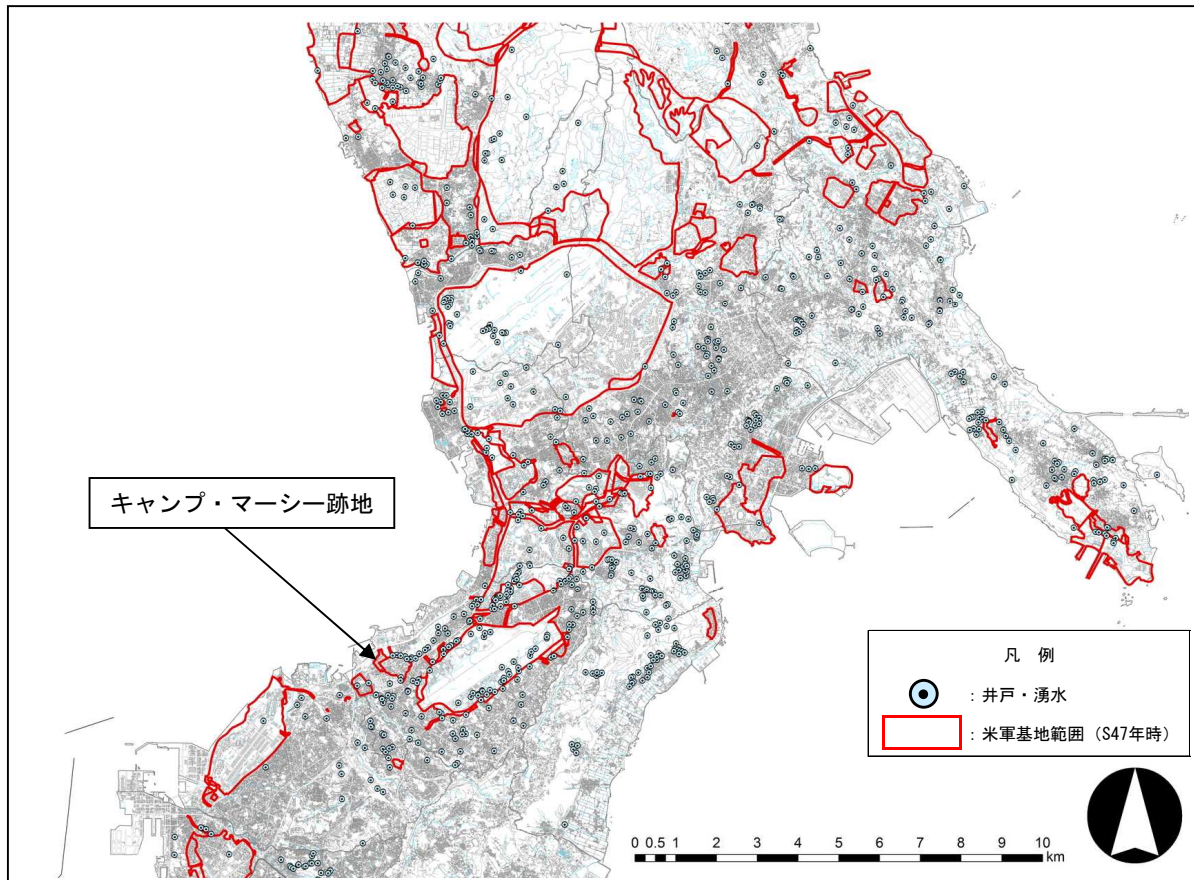 キャンプ・マーシー跡地
凡 例
：井戸・湧水
：米軍基地範囲（S47年時）
0 0.5 1 2 3 4 5 6 7 8 9 10
km